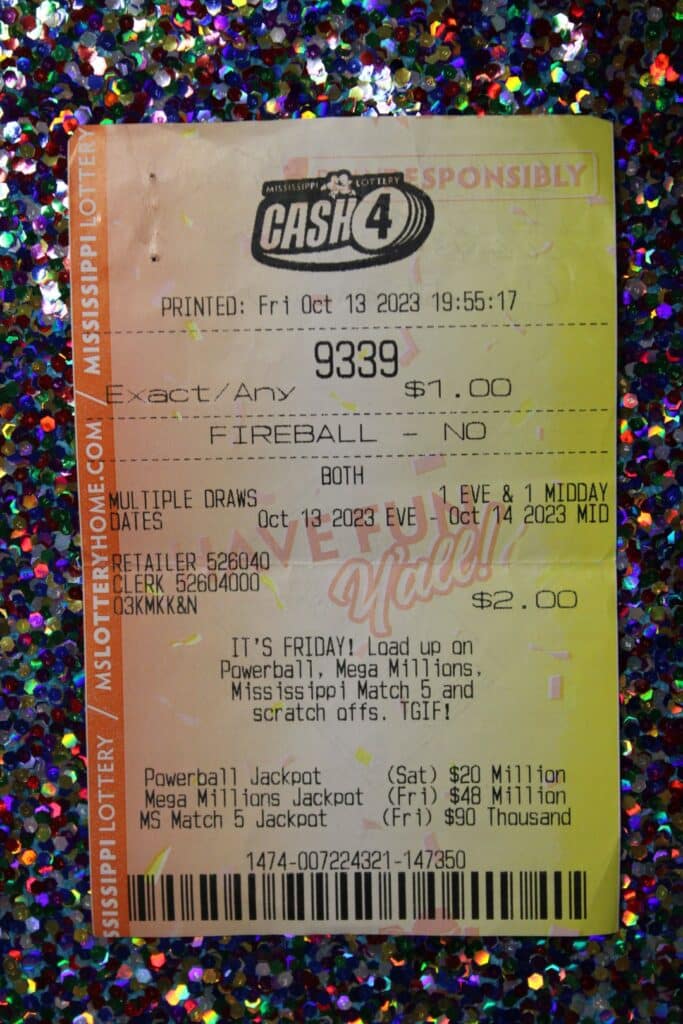 RESPONSIBLY
MISSISSIPPI LOTTERY
CASH 4
PRINTED: Fri Oct 13 2023 19:55:17
9339
Exact/Any $1.00
FIREBALL - NO
BOTH
MULTIPLE DRAWS 1 EVE & 1 MIDDAY
DATES Oct 13 2023 EVE - Oct 14 2023 MID
HAVE FUN
Y'all!
RETAILER 526040
CLERK 52604000
03KMKK&N
$2.00
IT'S FRIDAY! Load up on
Powerball, Mega Millions,
Mississippi Match 5 and
scratch offs. TGIF!
Powerball Jackpot (Sat) $20 Million
Mega Millions Jackpot (Fri) $48 Million
MS Match 5 Jackpot (Fri) $90 Thousand
1474-007224321-147350
SSISSIPPI LOTTERY / MSLOTTERYHOME.COM / MISSISSIPPI LOTTERY